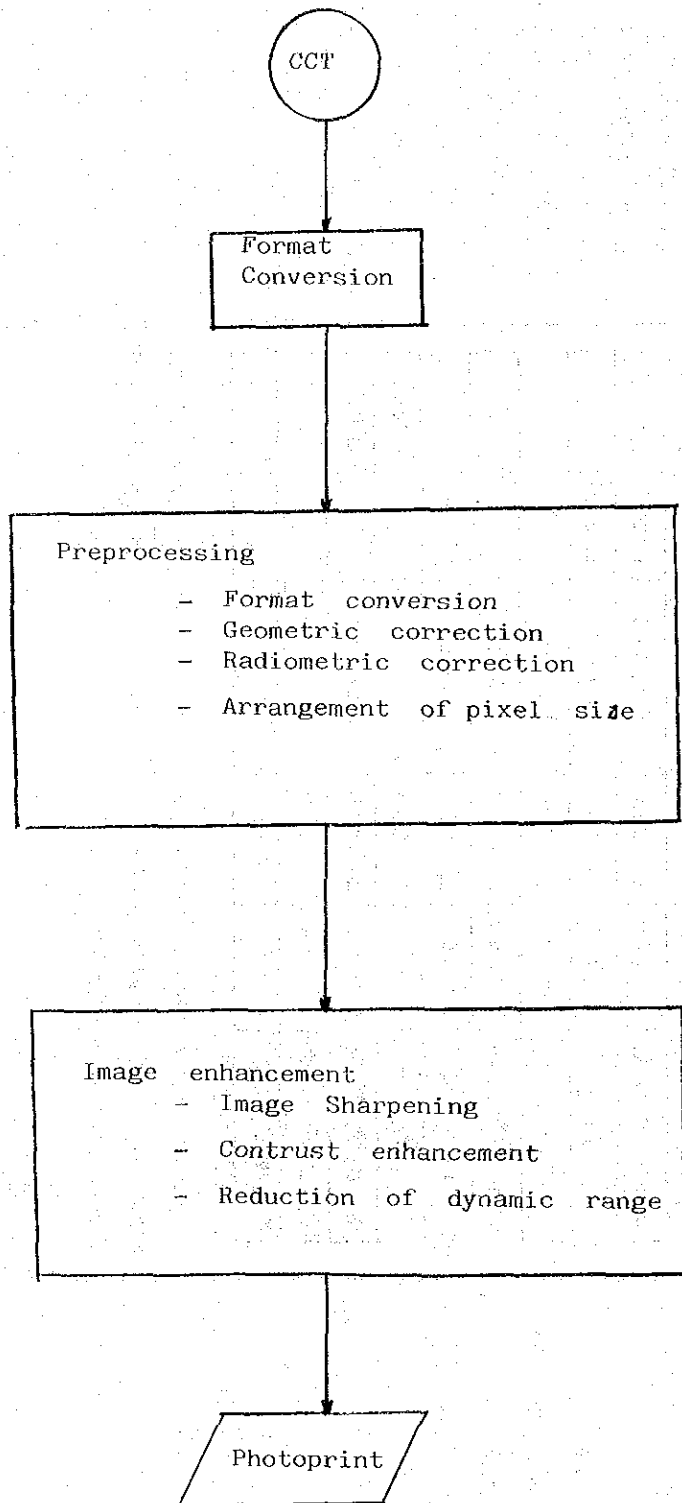 CCT
Format
Conversion
Preprocessing
- Format conversion
- Geometric correction
- Radiometric correction
- Arrangement of pixel size
Image enhancement
- Image Sharpening
- Contrust enhancement
- Reduction of dynamic range
Photoprint